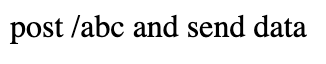 post /abc and send data